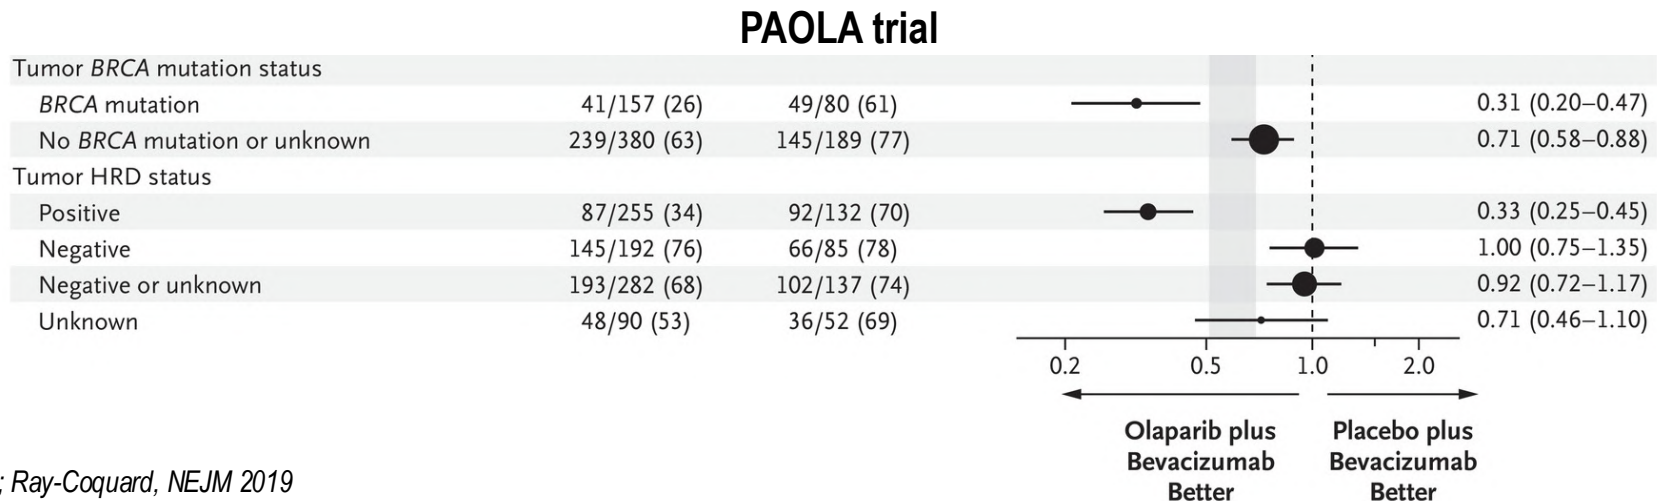 PAOLA trial
Tumor BRCA mutation status
BRCA mutation 41/157 (26) 49/80 (61) 0.31 (0.20–0.47)
No BRCA mutation or unknown 239/380 (63) 145/189 (77) 0.71 (0.58–0.88)
Tumor HRD status
Positive 87/255 (34) 92/132 (70) 0.33 (0.25–0.45)
Negative 145/192 (76) 66/85 (78) 1.00 (0.75–1.35)
Negative or unknown 193/282 (68) 102/137 (74) 0.92 (0.72–1.17)
Unknown 48/90 (53) 36/52 (69) 0.71 (0.46–1.10)
0.2 0.5 1.0 2.0
Olaparib plus Placebo plus
Bevacizumab Bevacizumab
Better Better
; Ray-Coquard, NEJM 2019